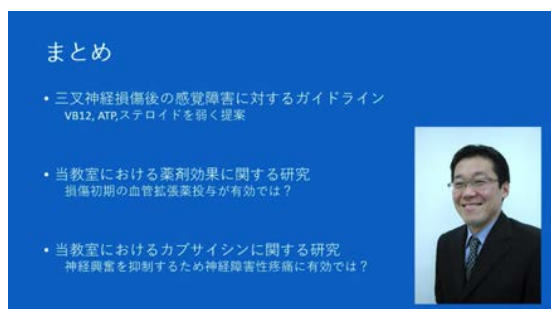 まとめ
• 三叉神経損傷後の感覚障害に対するガイドライン
VB12, ATP,ステロイドを弱く提案
• 当教室における薬剤効果に関する研究
損傷初期の血管拡張薬投与が有効では？
• 当教室におけるカプサイシンに関する研究
神経興奮を抑制するため神経障害性疼痛に有効では？